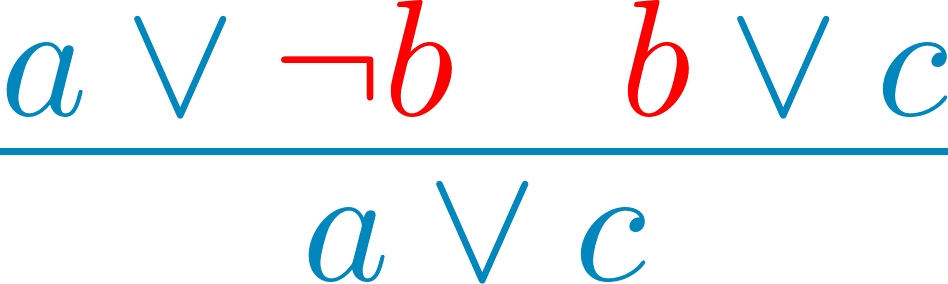 a ∨ ¬b b ∨ c
a ∨ c